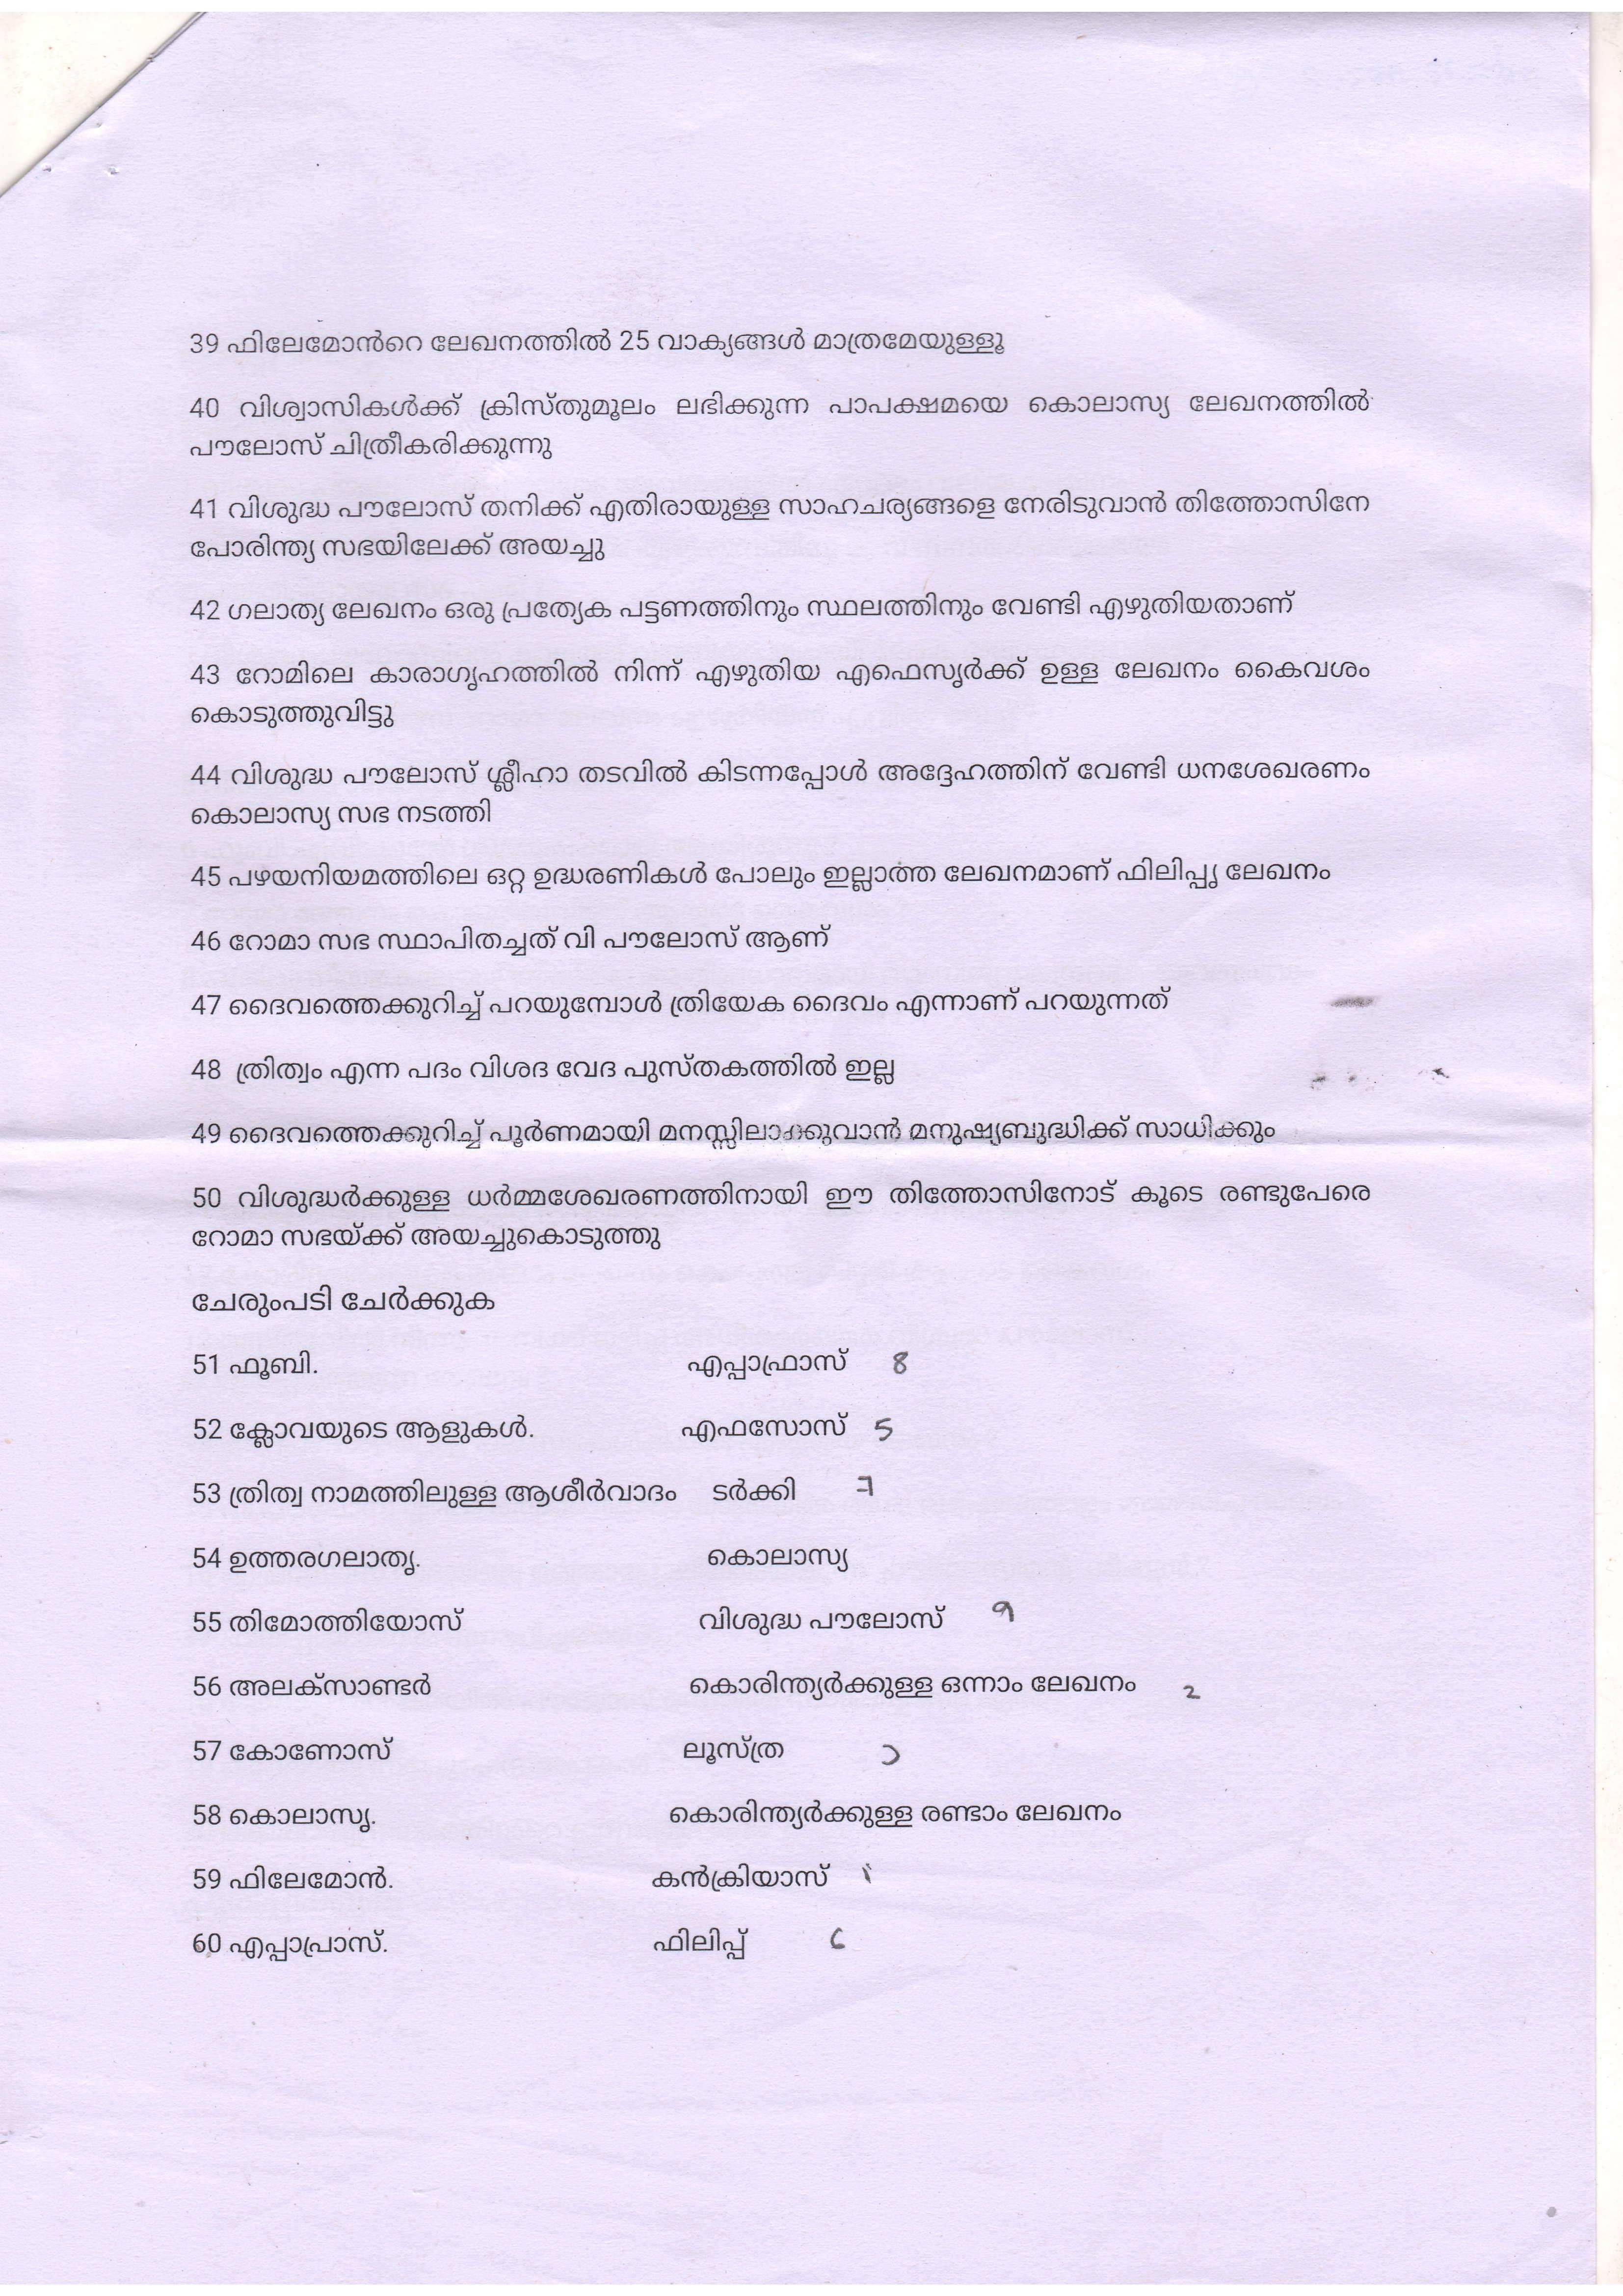 39 ഫിലേമോൻറെ ലേഖനത്തിൽ 25 വാക്യങ്ങൾ മാത്രമേയുള്ളൂ
40 വിശ്വാസികൾക്ക് ക്രിസ്തുമൂലം ലഭിക്കുന്ന പാപക്ഷമയെ കൊലാസ്യ ലേഖനത്തിൽ
പൗലോസ് ചിത്രീകരിക്കുന്നു
41 വിശുദ്ധ പൗലോസ് തനിക്ക് എതിരായുള്ള സാഹചര്യങ്ങളെ നേരിടുവാൻ തിത്തോസിനേ
പോരിന്ത്യ സഭയിലേക്ക് അയച്ചു
42 ഗലാത്യ ലേഖനം ഒരു പ്രത്യേക പട്ടണത്തിനും സ്ഥലത്തിനും വേണ്ടി എഴുതിയതാണ്
43 റോമിലെ കാരാഗൃഹത്തിൽ നിന്ന് എഴുതിയ എഫെസൃർക്ക് ഉള്ള ലേഖനം കൈവശം
കൊടുത്തുവിട്ടു
44 വിശുദ്ധ പൗലോസ് ശ്ലീഹാ തടവിൽ കിടന്നപ്പോൾ അദ്ദേഹത്തിന് വേണ്ടി ധനശേഖരണം
കൊലാസ്യ സഭ നടത്തി
45 പഴയനിയമത്തിലെ ഒറ്റ ഉദ്ധരണികൾ പോലും ഇല്ലാത്ത ലേഖനമാണ് ഫിലിപ്പൃ ലേഖനം
46 റോമാ സഭ സ്ഥാപിതച്ചത് വി പൗലോസ് ആണ്
47 ദൈവത്തെക്കുറിച്ച് പറയുമ്പോൾ ത്രിയേക ദൈവം എന്നാണ് പറയുന്നത്
48 ത്രിത്വം എന്ന പദം വിശദ വേദ പുസ്തകത്തിൽ ഇല്ല
49 ദൈവത്തെക്കുറിച്ച് പൂർണമായി മനസ്സിലാക്കുവാൻ മനുഷ്യബുദ്ധിക്ക് സാധിക്കും
50 വിശുദ്ധർക്കുള്ള ധർമ്മശേഖരണത്തിനായി ഈ തിത്തോസിനോട് കൂടെ രണ്ടുപേരെ
റോമാ സഭയ്ക്ക് അയച്ചുകൊടുത്തു
ചേരുംപടി ചേർക്കുക
51 ഫൂബി. എപ്പാഫ്രാസ് 8
52 ക്ലോവയുടെ ആളുകൾ. എഫസോസ് 5
53 ത്രിത്വ നാമത്തിലുള്ള ആശീർവാദം ടർക്കി 7
54 ഉത്തരഗലാതൃ. കൊലാസ്യ
55 തിമോത്തിയോസ് വിശുദ്ധ പൗലോസ് 9
56 അലക്സാണ്ടർ കൊരിന്ത്യർക്കുള്ള ഒന്നാം ലേഖനം 2
57 കോണോസ് ലൂസ്ത്ര
58 കൊലാസൃ. കൊരിന്ത്യർക്കുള്ള രണ്ടാം ലേഖനം
59 ഫിലേമോൻ. കൻക്രിയാസ് 1
60 എപ്പാപ്രാസ്. ഫിലിപ്പ് 6